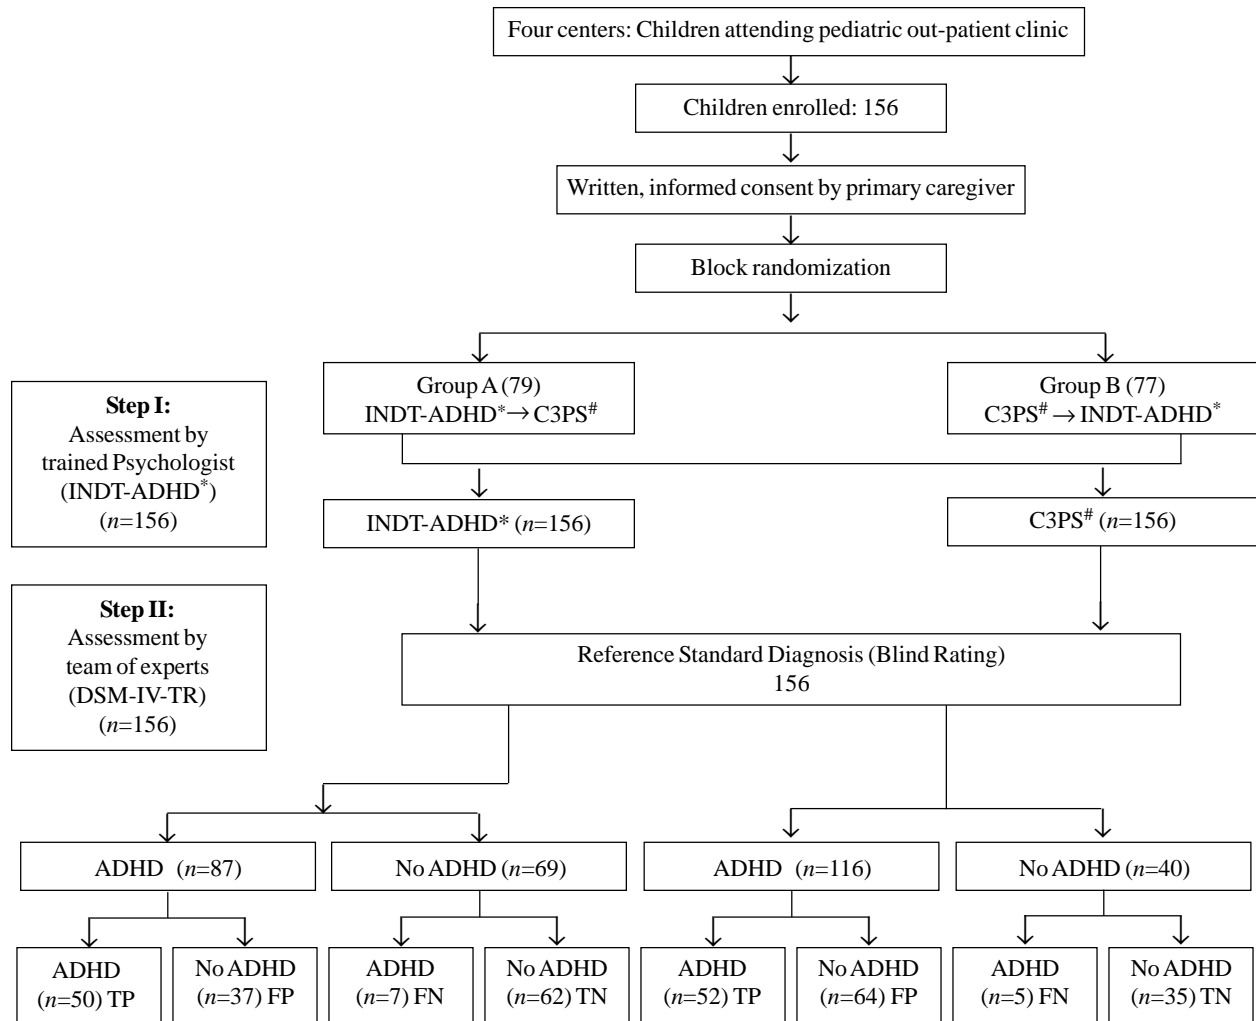 Four centers: Children attending pediatric out-patient clinic
Children enrolled: 156
Written, informed consent by primary caregiver
Block randomization
Group A (79)
INDT-ADHD*→ C3PS#
Group B (77)
C3PS# → INDT-ADHD*
Step I:
Assessment by
trained Psychologist
(INDT-ADHD*)
(n=156)
INDT-ADHD* (n=156)
C3PS# (n=156)
Step II:
Assessment by
team of experts
(DSM-IV-TR)
(n=156)
Reference Standard Diagnosis (Blind Rating)
156
ADHD (n=87)
No ADHD (n=69)
ADHD (n=116)
No ADHD (n=40)
ADHD
(n=50) TP
No ADHD
(n=37) FP
ADHD
(n=7) FN
No ADHD
(n=62) TN
ADHD
(n=52) TP
No ADHD
(n=64) FP
ADHD
(n=5) FN
No ADHD
(n=35) TN